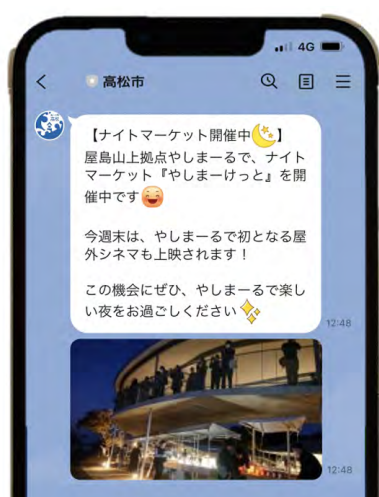 4G
高松市
【ナイトマーケット開催中🌙】
屋島山上拠点やしまーるで、ナイト
マーケット『やしまーけっと』を開
催中です😄
今週末は、やしまーるで初となる屋
外シネマも上映されます！
この機会にぜひ、やしまーるで楽し
い夜をお過ごしください✨
12:48
12:48